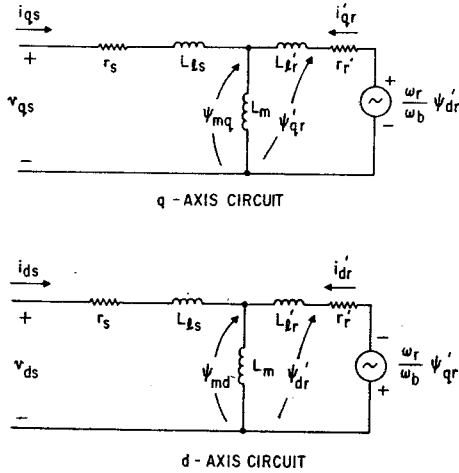 i_qs i'_qr
+ r_s L_ℓs L'_ℓr r_r' +
v_qs ψ_mq L_m ψ'_qr ~ ω_r/ω_b ψ'_dr
− −
q - AXIS CIRCUIT
i_ds i'_dr
+ r_s L_ℓs L'_ℓr r'_r −
v_ds ψ_md L_m ψ'_dr ~ ω_r/ω_b ψ'_qr
− +
d - AXIS CIRCUIT